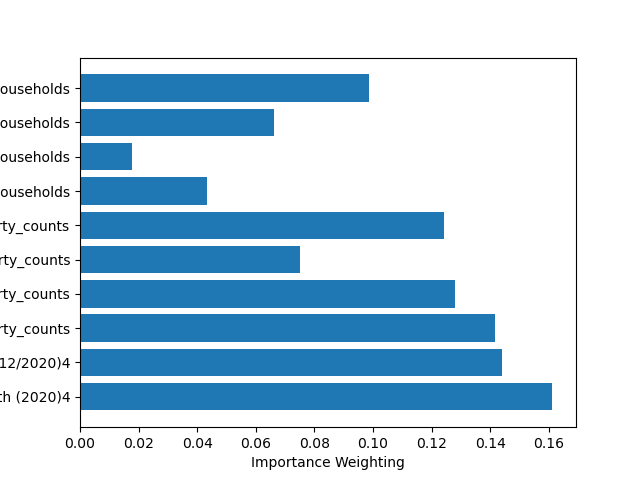 ouseholds
ouseholds
ouseholds
ouseholds
rty_counts
rty_counts
rty_counts
rty_counts
12/2020)4
th (2020)4
0.00 0.02 0.04 0.06 0.08 0.10 0.12 0.14 0.16
Importance Weighting